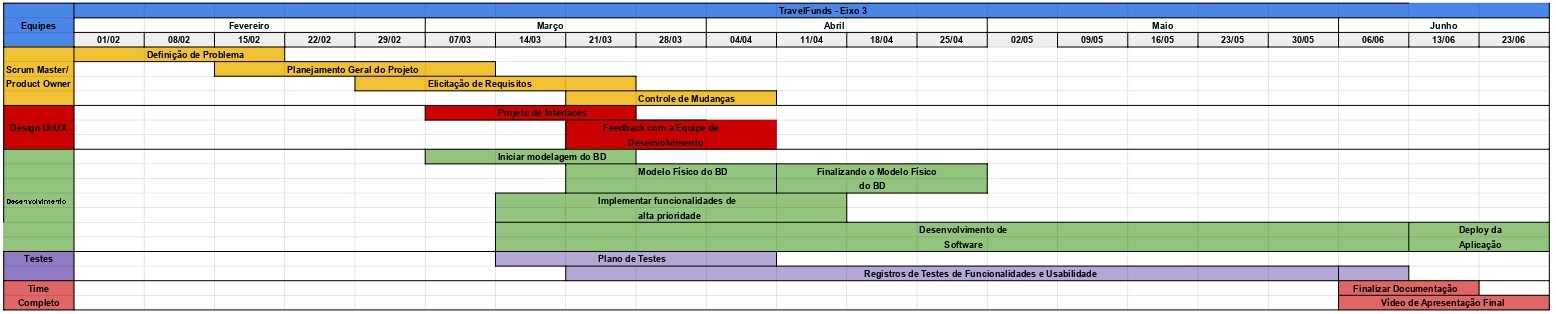 TravelFunds - Eixo 3
Equipes
Fevereiro Março Abril Maio Junho
01/02 08/02 15/02 22/02 29/02 07/03 14/03 21/03 28/03 04/04 11/04 18/04 25/04 02/05 09/05 16/05 23/05 30/05 06/06 13/06 23/06
Definição de Problema
Scrum Master/
Product Owner
Planejamento Geral do Projeto
Elicitação de Requisitos
Controle de Mudanças
Projeto de Interfaces
Design UI/UX
Feedback com a Equipe de
Desenvolvimento
Iniciar modelagem do BD
Modelo Físico do BD
Finalizando o Modelo Físico
do BD
Desenvolvimento
Implementar funcionalidades de
alta prioridade
Desenvolvimento de
Software
Deploy da
Aplicação
Testes
Plano de Testes
Registros de Testes de Funcionalidades e Usabilidade
Time
Completo
Finalizar Documentação
Vídeo de Apresentação Final